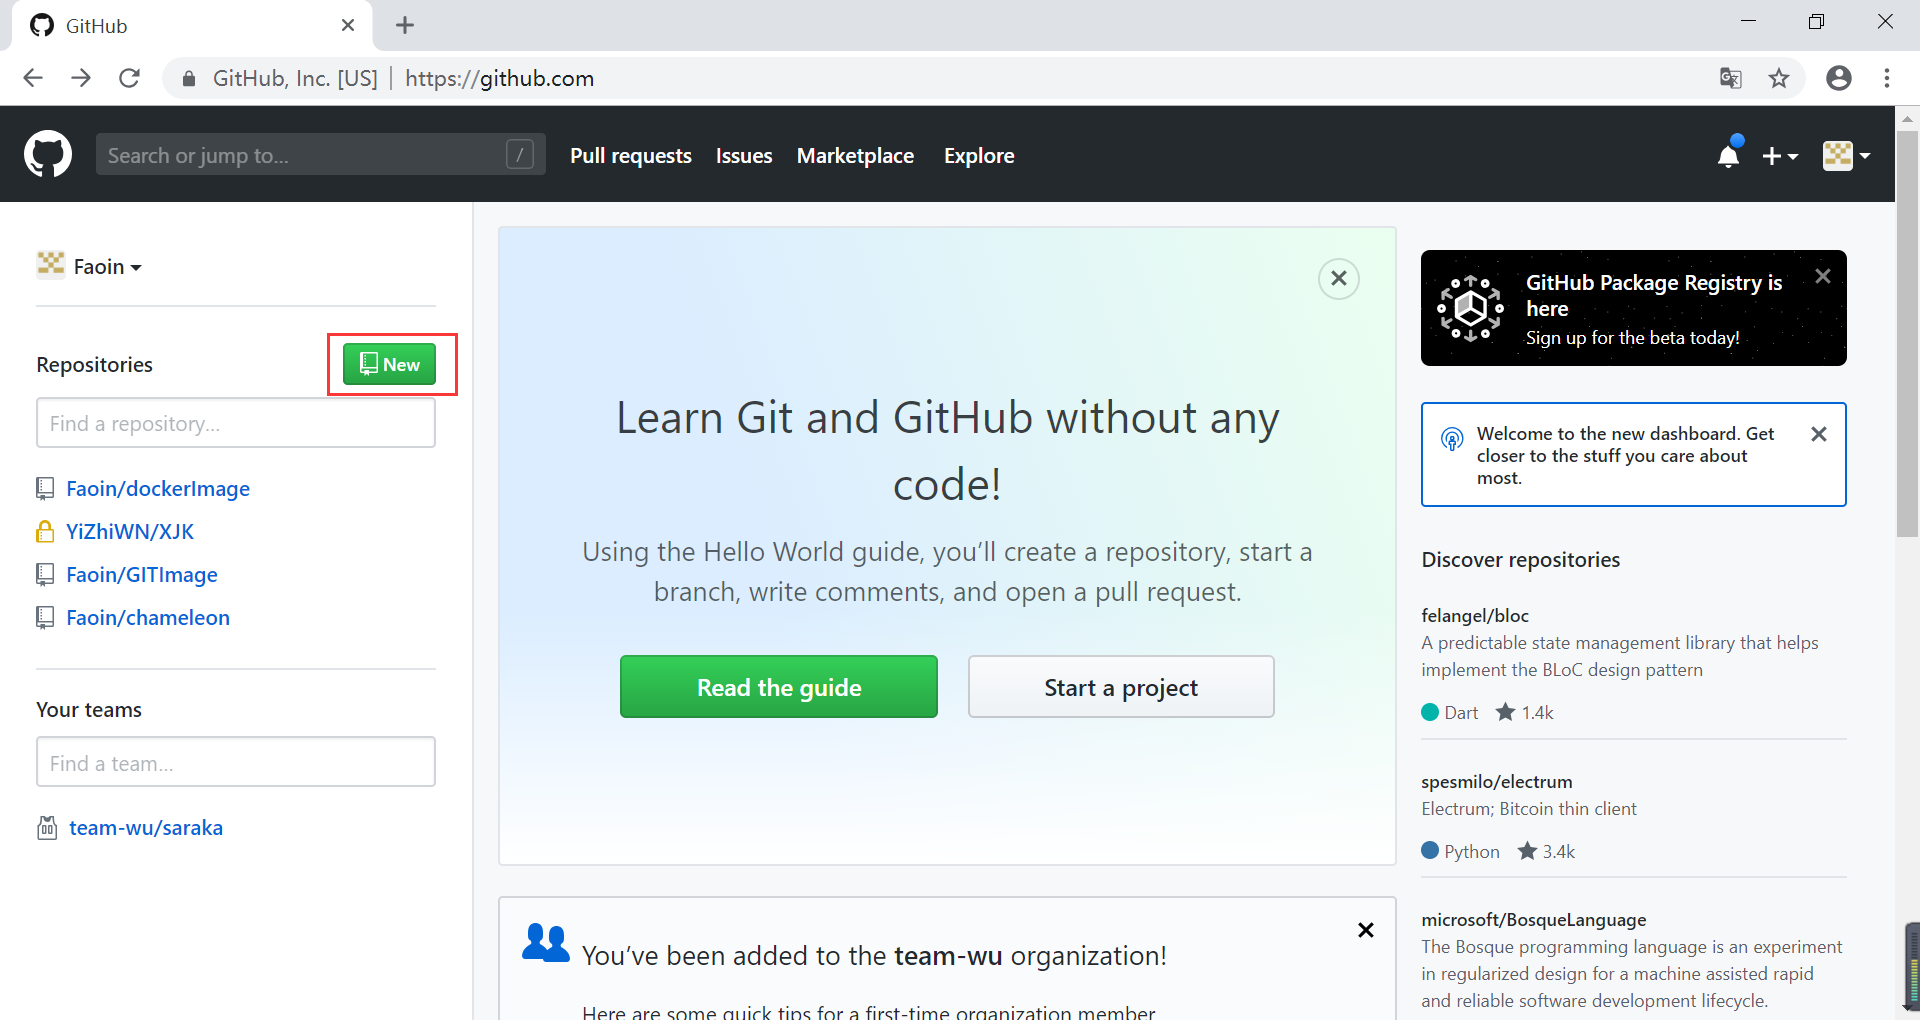 GitHub
GitHub, Inc. [US] | https://github.com
Search or jump to... /
Pull requests Issues Marketplace Explore
Faoin
Repositories
New
Find a repository...
Faoin/dockerImage
YiZhiWN/XJK
Faoin/GITImage
Faoin/chameleon
Your teams
Find a team...
team-wu/saraka
Learn Git and GitHub without any
code!
Using the Hello World guide, you’ll create a repository, start a
branch, write comments, and open a pull request.
Read the guide
Start a project
You’ve been added to the team-wu organization!
Here are some quick tips for a first-time organization member
GitHub Package Registry is
here
Sign up for the beta today!
Welcome to the new dashboard. Get
closer to the stuff you care about
most.
Discover repositories
felangel/bloc
A predictable state management library that helps
implement the BLoC design pattern
Dart 1.4k
spesmilo/electrum
Electrum; Bitcoin thin client
Python 3.4k
microsoft/BosqueLanguage
The Bosque programming language is an experiment
in regularized design for a machine assisted rapid
and reliable software development lifecycle.